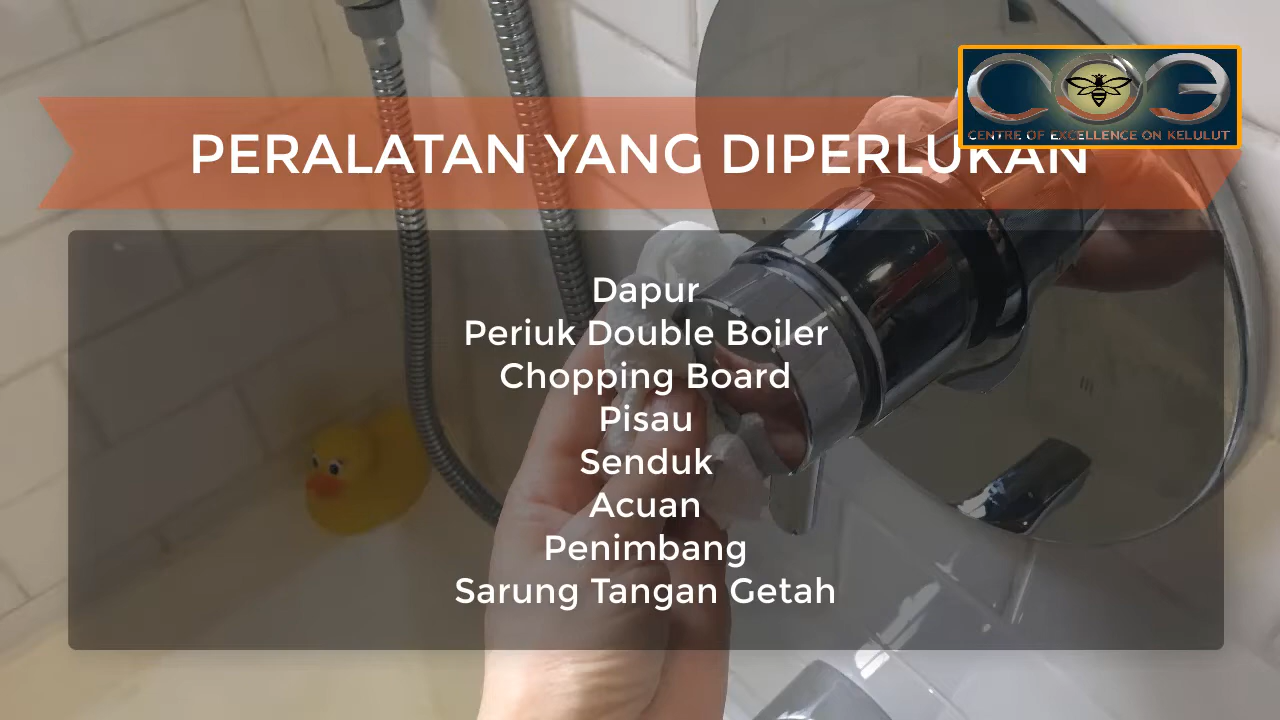 COE
CENTRE OF EXCELLENCE ON KELULUT
PERALATAN YANG DIPERLUKAN
Dapur
Periuk Double Boiler
Chopping Board
Pisau
Senduk
Acuan
Penimbang
Sarung Tangan Getah